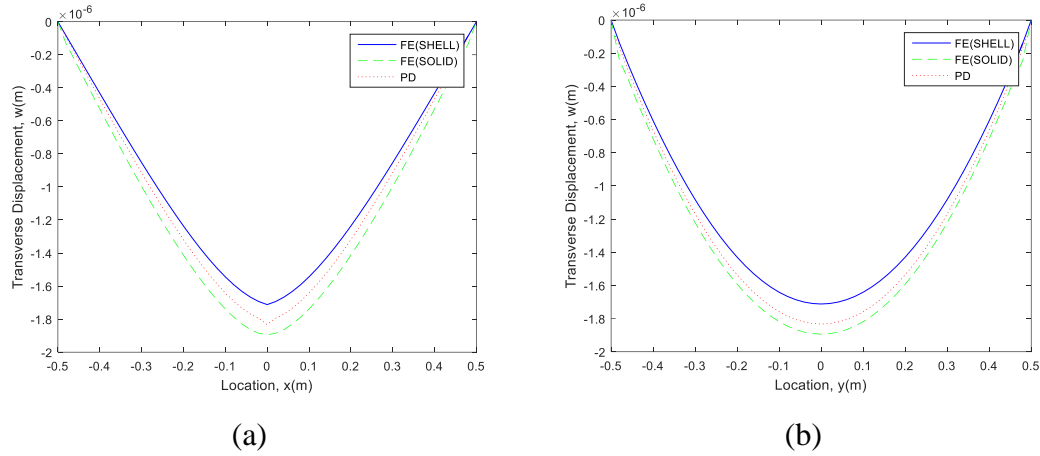 ×10⁻⁶
0
-0.2
-0.4
-0.6
-0.8
-1
-1.2
-1.4
-1.6
-1.8
-2
Transverse Displacement, w(m)
FE(SHELL)
FE(SOLID)
PD
-0.5 -0.4 -0.3 -0.2 -0.1 0 0.1 0.2 0.3 0.4 0.5
Location, x(m)
(a)
×10⁻⁶
0
-0.2
-0.4
-0.6
-0.8
-1
-1.2
-1.4
-1.6
-1.8
-2
Transverse Displacement, w(m)
FE(SHELL)
FE(SOLID)
PD
-0.5 -0.4 -0.3 -0.2 -0.1 0 0.1 0.2 0.3 0.4 0.5
Location, y(m)
(b)